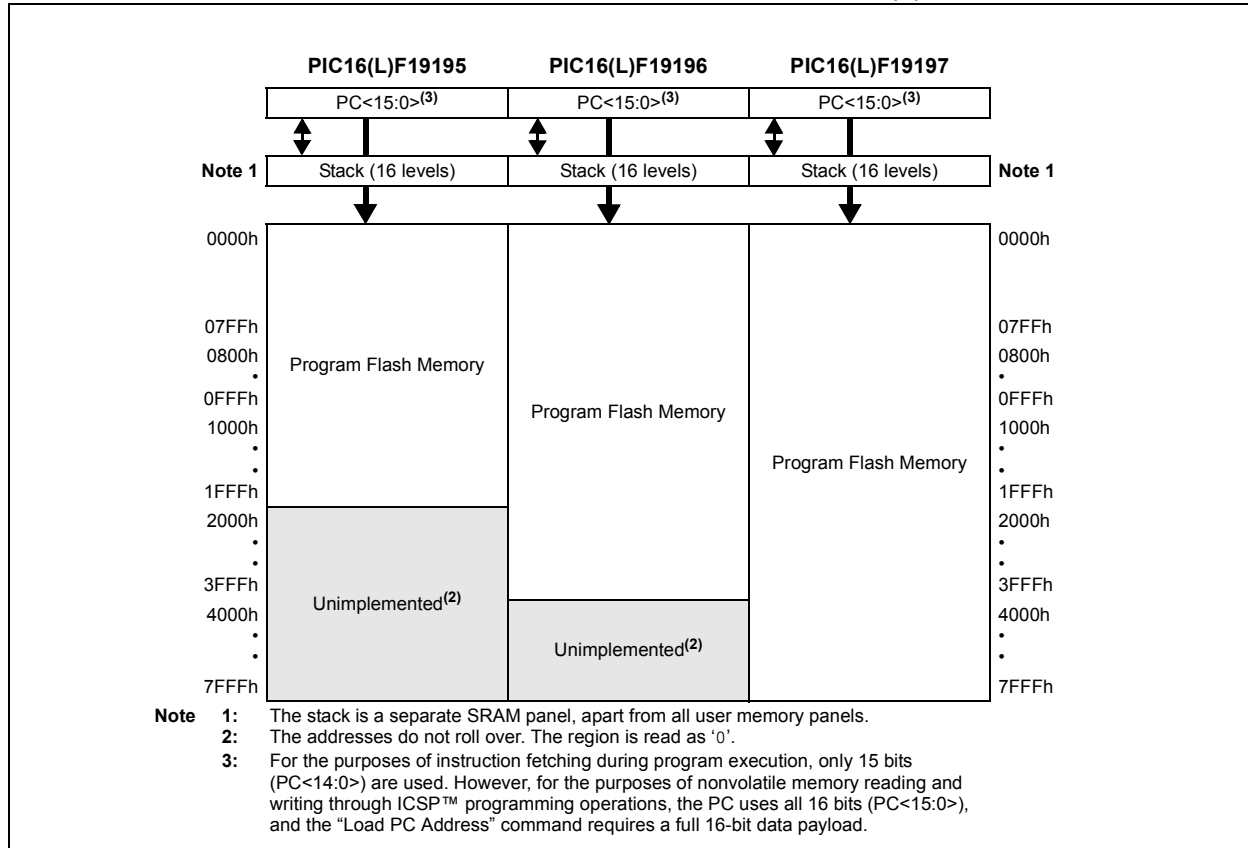 PIC16(L)F19195 PIC16(L)F19196 PIC16(L)F19197
PC<15:0>(3) PC<15:0>(3) PC<15:0>(3)
Note 1 Stack (16 levels) Stack (16 levels) Stack (16 levels) Note 1
0000h 0000h
07FFh 07FFh
0800h Program Flash Memory 0800h
• •
0FFFh 0FFFh
Program Flash Memory
1000h 1000h
• •
Program Flash Memory
• •
1FFFh 1FFFh
2000h 2000h
• •
• •
3FFFh 3FFFh
Unimplemented(2)
4000h 4000h
• •
Unimplemented(2)
• •
7FFFh 7FFFh
Note 1: The stack is a separate SRAM panel, apart from all user memory panels.
2: The addresses do not roll over. The region is read as ‘0’.
3: For the purposes of instruction fetching during program execution, only 15 bits
(PC<14:0>) are used. However, for the purposes of nonvolatile memory reading and
writing through ICSP™ programming operations, the PC uses all 16 bits (PC<15:0>),
and the “Load PC Address” command requires a full 16-bit data payload.